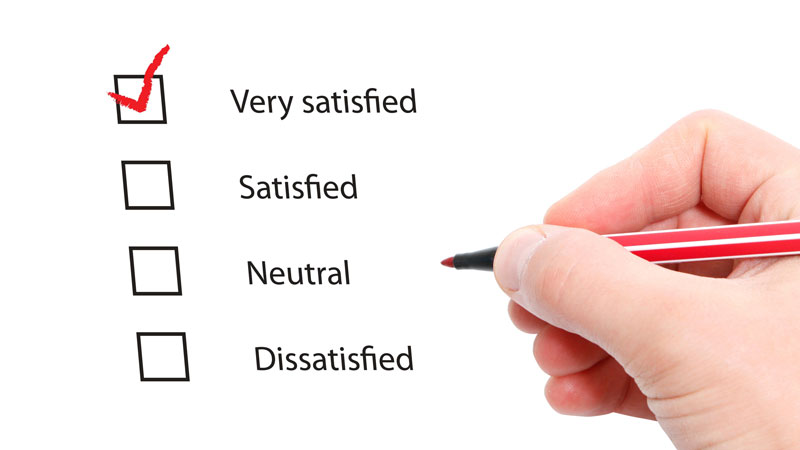 Very satisfied
Satisfied
Neutral
Dissatisfied